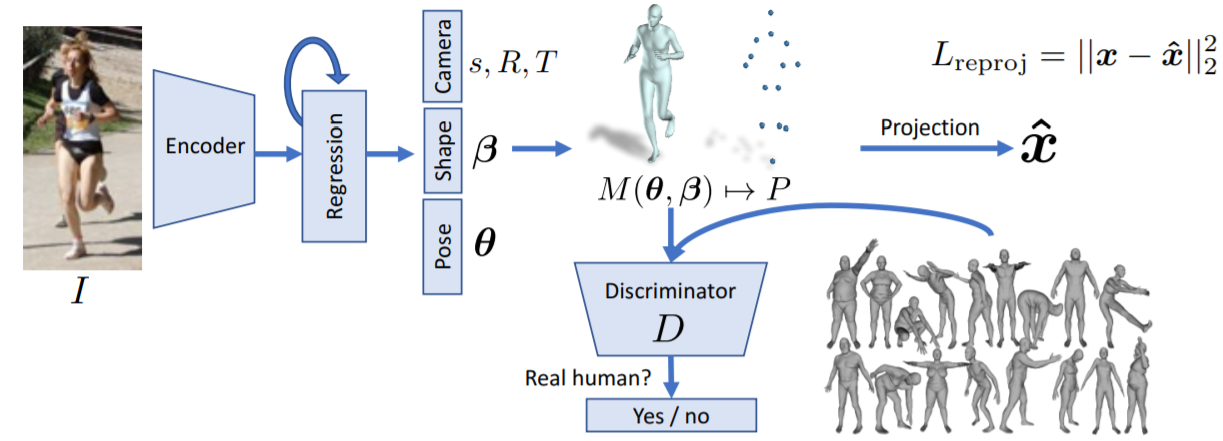 I
Encoder
Regression
Camera
s, R, T
Shape
β
Pose
θ
M(θ, β) ↦ P
Projection
x̂
L_reproj = ||x − x̂||²₂
Discriminator
D
Real human?
Yes / no